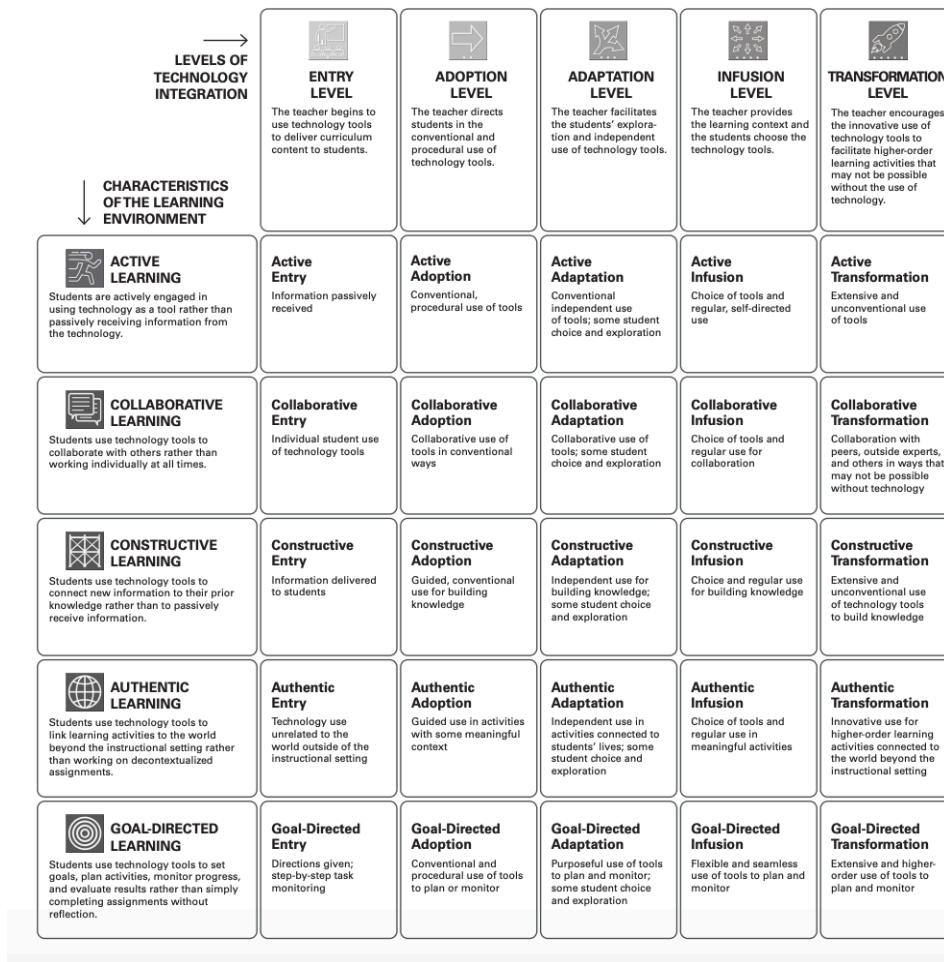 LEVELS OF
TECHNOLOGY
INTEGRATION
ENTRY
LEVEL
The teacher begins to
use technology tools
to deliver curriculum
content to students.
ADOPTION
LEVEL
The teacher directs
students in the
conventional and
procedural use of
technology tools.
ADAPTATION
LEVEL
The teacher facilitates
the students' explora-
tion and independent
use of technology tools.
INFUSION
LEVEL
The teacher provides
the learning context and
the students choose the
technology tools.
TRANSFORMATION
LEVEL
The teacher encourages
the innovative use of
technology tools to
facilitate higher-order
learning activities that
may not be possible
without the use of
technology.
CHARACTERISTICS
OF THE LEARNING
ENVIRONMENT
ACTIVE
LEARNING
Students are actively engaged in
using technology as a tool rather than
passively receiving information from
the technology.
Active
Entry
Information passively
received
Active
Adoption
Conventional,
procedural use of tools
Active
Adaptation
Conventional
independent use
of tools; some student
choice and exploration
Active
Infusion
Choice of tools and
regular, self-directed
use
Active
Transformation
Extensive and
unconventional use
of tools
COLLABORATIVE
LEARNING
Students use technology tools to
collaborate with others rather than
working individually at all times.
Collaborative
Entry
Individual student use
of technology tools
Collaborative
Adoption
Collaborative use of
tools in conventional
ways
Collaborative
Adaptation
Collaborative use of
tools; some student
choice and exploration
Collaborative
Infusion
Choice of tools and
regular use for
collaboration
Collaborative
Transformation
Collaboration with
peers, outside experts,
and others in ways that
may not be possible
without technology
CONSTRUCTIVE
LEARNING
Students use technology tools to
connect new information to their prior
knowledge rather than to passively
receive information.
Constructive
Entry
Information delivered
to students
Constructive
Adoption
Guided, conventional
use for building
knowledge
Constructive
Adaptation
Independent use for
building knowledge;
some student choice
and exploration
Constructive
Infusion
Choice and regular use
for building knowledge
Constructive
Transformation
Extensive and
unconventional use
of technology tools
to build knowledge
AUTHENTIC
LEARNING
Students use technology tools to
link learning activities to the world
beyond the instructional setting rather
than working on decontextualized
assignments.
Authentic
Entry
Technology use
unrelated to the
world outside of the
instructional setting
Authentic
Adoption
Guided use in activities
with some meaningful
context
Authentic
Adaptation
Independent use in
activities connected to
students' lives; some
student choice and
exploration
Authentic
Infusion
Choice of tools and
regular use in
meaningful activities
Authentic
Transformation
Innovative use for
higher-order learning
activities connected to
the world beyond the
instructional setting
GOAL-DIRECTED
LEARNING
Students use technology tools to set
goals, plan activities, monitor progress,
and evaluate results rather than simply
completing assignments without
reflection.
Goal-Directed
Entry
Directions given;
step-by-step task
monitoring
Goal-Directed
Adoption
Conventional and
procedural use of tools
to plan or monitor
Goal-Directed
Adaptation
Purposeful use of tools
to plan and monitor;
some student choice
and exploration
Goal-Directed
Infusion
Flexible and seamless
use of tools to plan and
monitor
Goal-Directed
Transformation
Extensive and higher-
order use of tools to
plan and monitor